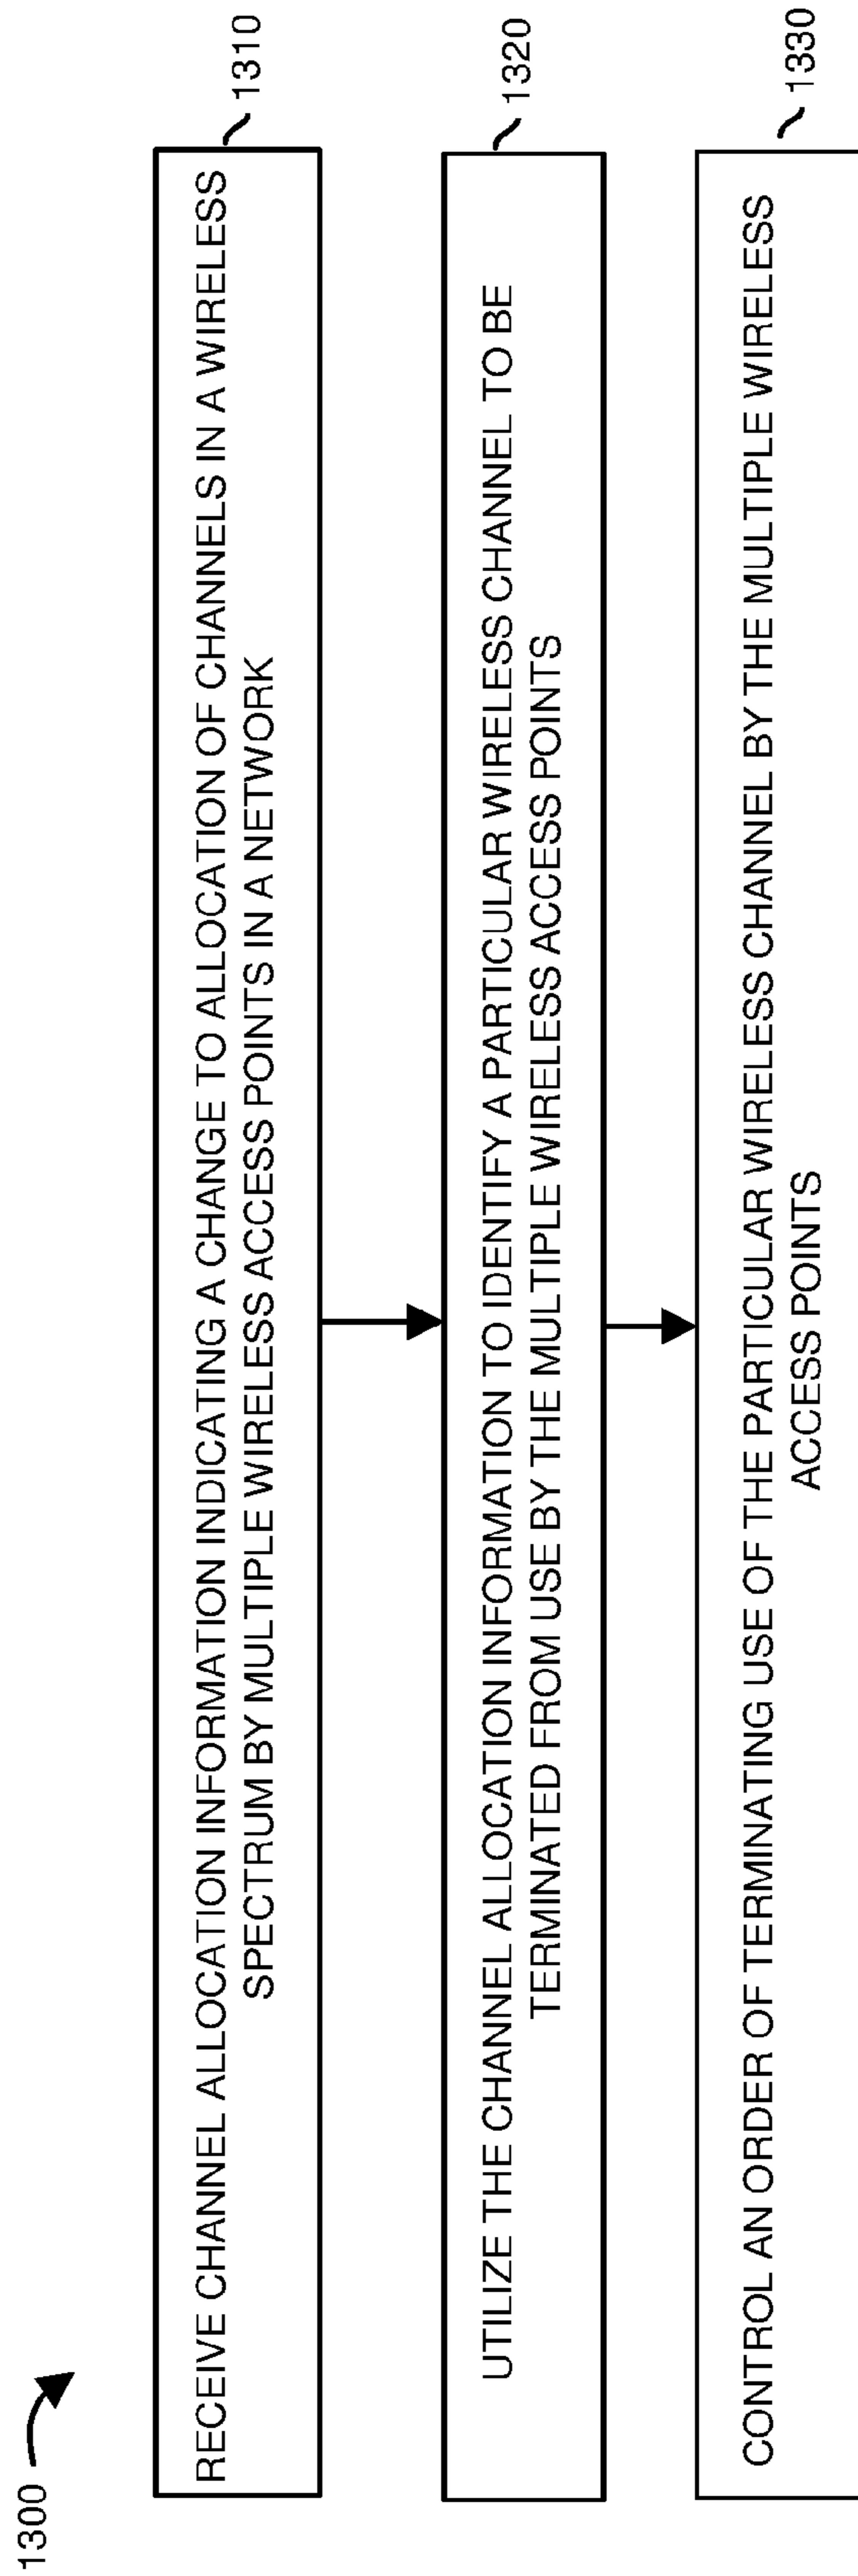 1300
RECEIVE CHANNEL ALLOCATION INFORMATION INDICATING A CHANGE TO ALLOCATION OF CHANNELS IN A WIRELESS
SPECTRUM BY MULTIPLE WIRELESS ACCESS POINTS IN A NETWORK
1310
UTILIZE THE CHANNEL ALLOCATION INFORMATION TO IDENTIFY A PARTICULAR WIRELESS CHANNEL TO BE
TERMINATED FROM USE BY THE MULTIPLE WIRELESS ACCESS POINTS
1320
CONTROL AN ORDER OF TERMINATING USE OF THE PARTICULAR WIRELESS CHANNEL BY THE MULTIPLE WIRELESS
ACCESS POINTS
1330